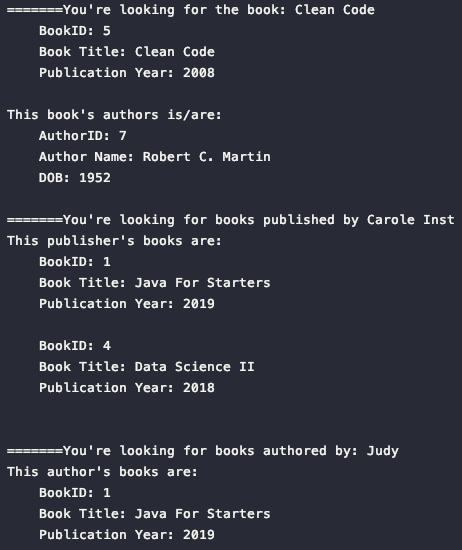 =======You're looking for the book: Clean Code
BookID: 5
Book Title: Clean Code
Publication Year: 2008
This book's authors is/are:
AuthorID: 7
Author Name: Robert C. Martin
DOB: 1952
=======You're looking for books published by Carole Inst
This publisher's books are:
BookID: 1
Book Title: Java For Starters
Publication Year: 2019
BookID: 4
Book Title: Data Science II
Publication Year: 2018
=======You're looking for books authored by: Judy
This author's books are:
BookID: 1
Book Title: Java For Starters
Publication Year: 2019